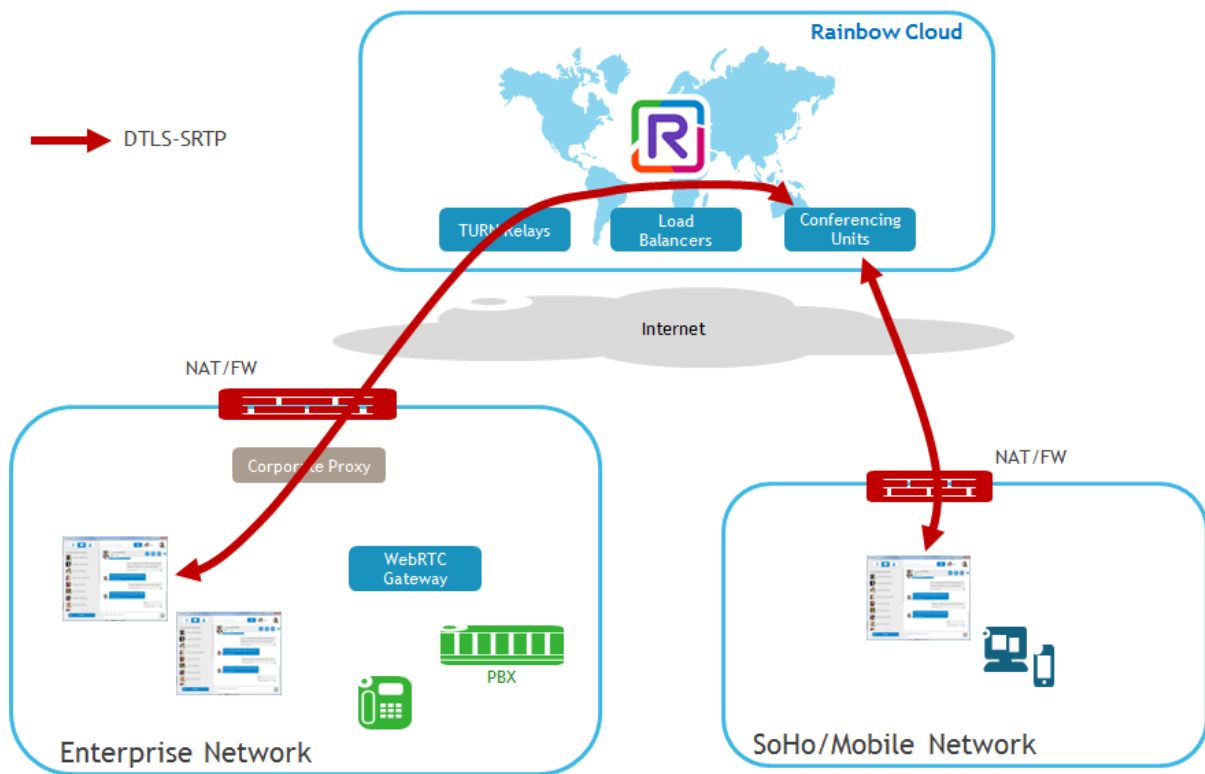 Rainbow Cloud
DTLS-SRTP
R
TURN Relays
Load
Balancers
Conferencing
Units
Internet
NAT/FW
Corporate Proxy
NAT/FW
WebRTC
Gateway
PBX
Enterprise Network
SoHo/Mobile Network